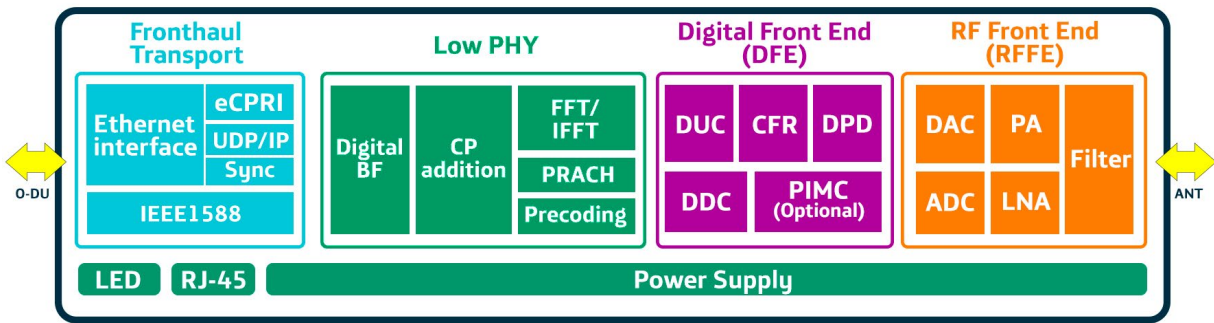 Fronthaul
Transport
Low PHY
Digital Front End
(DFE)
RF Front End
(RFFE)
Ethernet
interface
eCPRI
UDP/IP
Sync
IEEE1588
Digital
BF
CP
addition
FFT/
IFFT
PRACH
Precoding
DUC
CFR
DPD
DDC
PIMC
(Optional)
DAC
PA
Filter
ADC
LNA
O-DU
ANT
LED
RJ-45
Power Supply